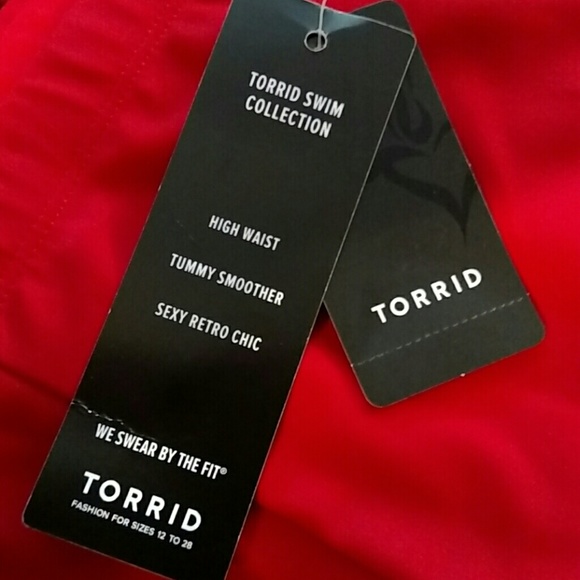 TORRID SWIM
COLLECTION
HIGH WAIST
TUMMY SMOOTHER
SEXY RETRO CHIC
WE SWEAR BY THE FIT®
TORRID
FASHION FOR SIZES 12 TO 28
TORRID